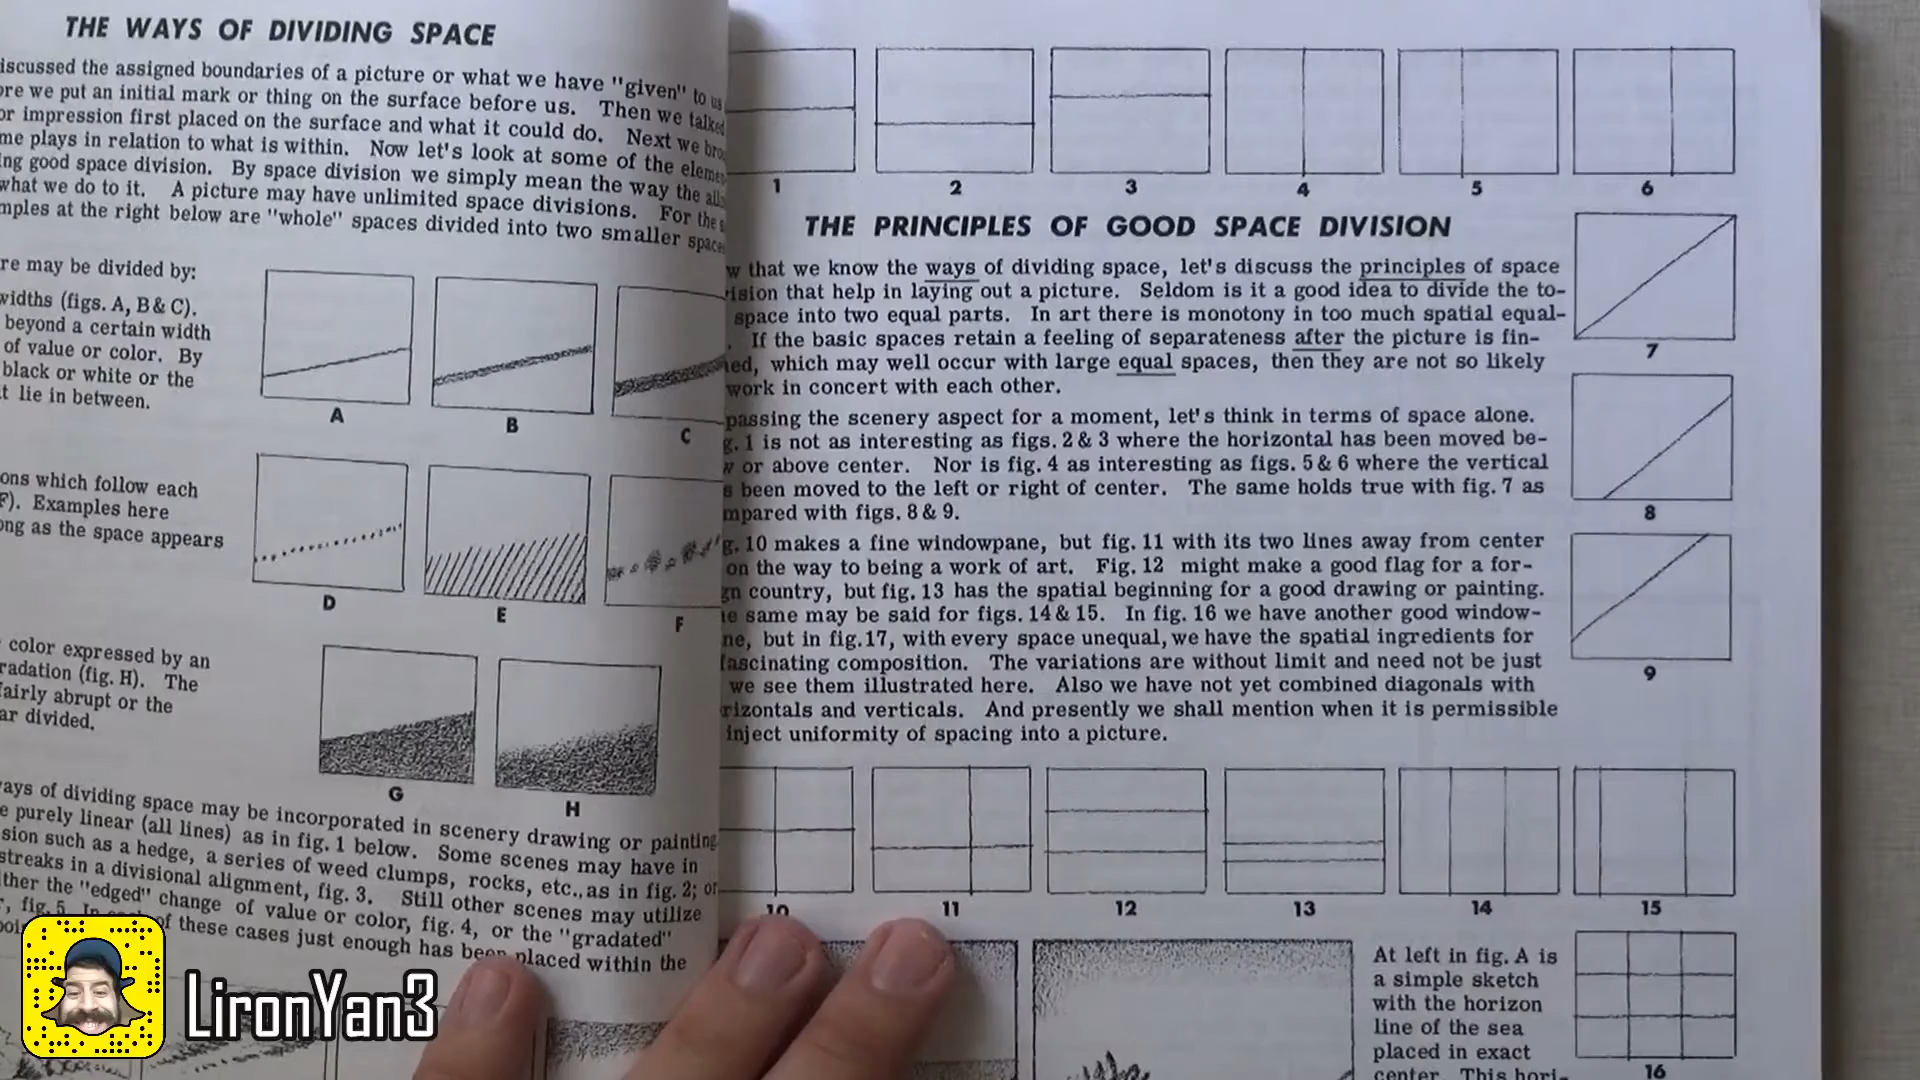 THE WAYS OF DIVIDING SPACE
iscussed the assigned boundaries of a picture or what we have "given" to us
ore we put an initial mark or thing on the surface before us. Then we talked
or impression first placed on the surface and what it could do. Next we bro
me plays in relation to what is within. Now let's look at some of the eleme
ng good space division. By space division we simply mean the way the all
what we do to it. A picture may have unlimited space divisions. For the s
mples at the right below are "whole" spaces divided into two smaller space
re may be divided by:
widths (figs. A, B & C).
beyond a certain width
of value or color. By
black or white or the
t lie in between.
A
B
C
ons which follow each
F). Examples here
ong as the space appears
D
E
F
color expressed by an
radation (fig. H). The
fairly abrupt or the
ar divided.
G
H
ways of dividing space may be incorporated in scenery drawing or painting
e purely linear (all lines) as in fig. 1 below. Some scenes may have in
sion such as a hedge, a series of weed clumps, rocks, etc., as in fig. 2; or
streaks in a divisional alignment, fig. 3. Still other scenes may utilize
ther the "edged" change of value or color, fig. 4, or the "gradated"
, fig. 5. In of these cases just enough has been placed within the
LironYan3
1
2
3
4
5
6
THE PRINCIPLES OF GOOD SPACE DIVISION
w that we know the ways of dividing space, let's discuss the principles of space
ision that help in laying out a picture. Seldom is it a good idea to divide the to-
space into two equal parts. In art there is monotony in too much spatial equal-
. If the basic spaces retain a feeling of separateness after the picture is fin-
ed, which may well occur with large equal spaces, then they are not so likely
work in concert with each other.
passing the scenery aspect for a moment, let's think in terms of space alone.
g. 1 is not as interesting as figs. 2 & 3 where the horizontal has been moved be-
w or above center. Nor is fig. 4 as interesting as figs. 5 & 6 where the vertical
s been moved to the left or right of center. The same holds true with fig. 7 as
mpared with figs. 8 & 9.
g. 10 makes a fine windowpane, but fig. 11 with its two lines away from center
on the way to being a work of art. Fig. 12 might make a good flag for a for-
gn country, but fig. 13 has the spatial beginning for a good drawing or painting.
e same may be said for figs. 14 & 15. In fig. 16 we have another good window-
ne, but in fig. 17, with every space unequal, we have the spatial ingredients for
fascinating composition. The variations are without limit and need not be just
we see them illustrated here. Also we have not yet combined diagonals with
rizontals and verticals. And presently we shall mention when it is permissible
inject uniformity of spacing into a picture.
7
8
9
10
11
12
13
14
15
At left in fig. A is
a simple sketch
with the horizon
line of the sea
placed in exact
center. This hori-
16